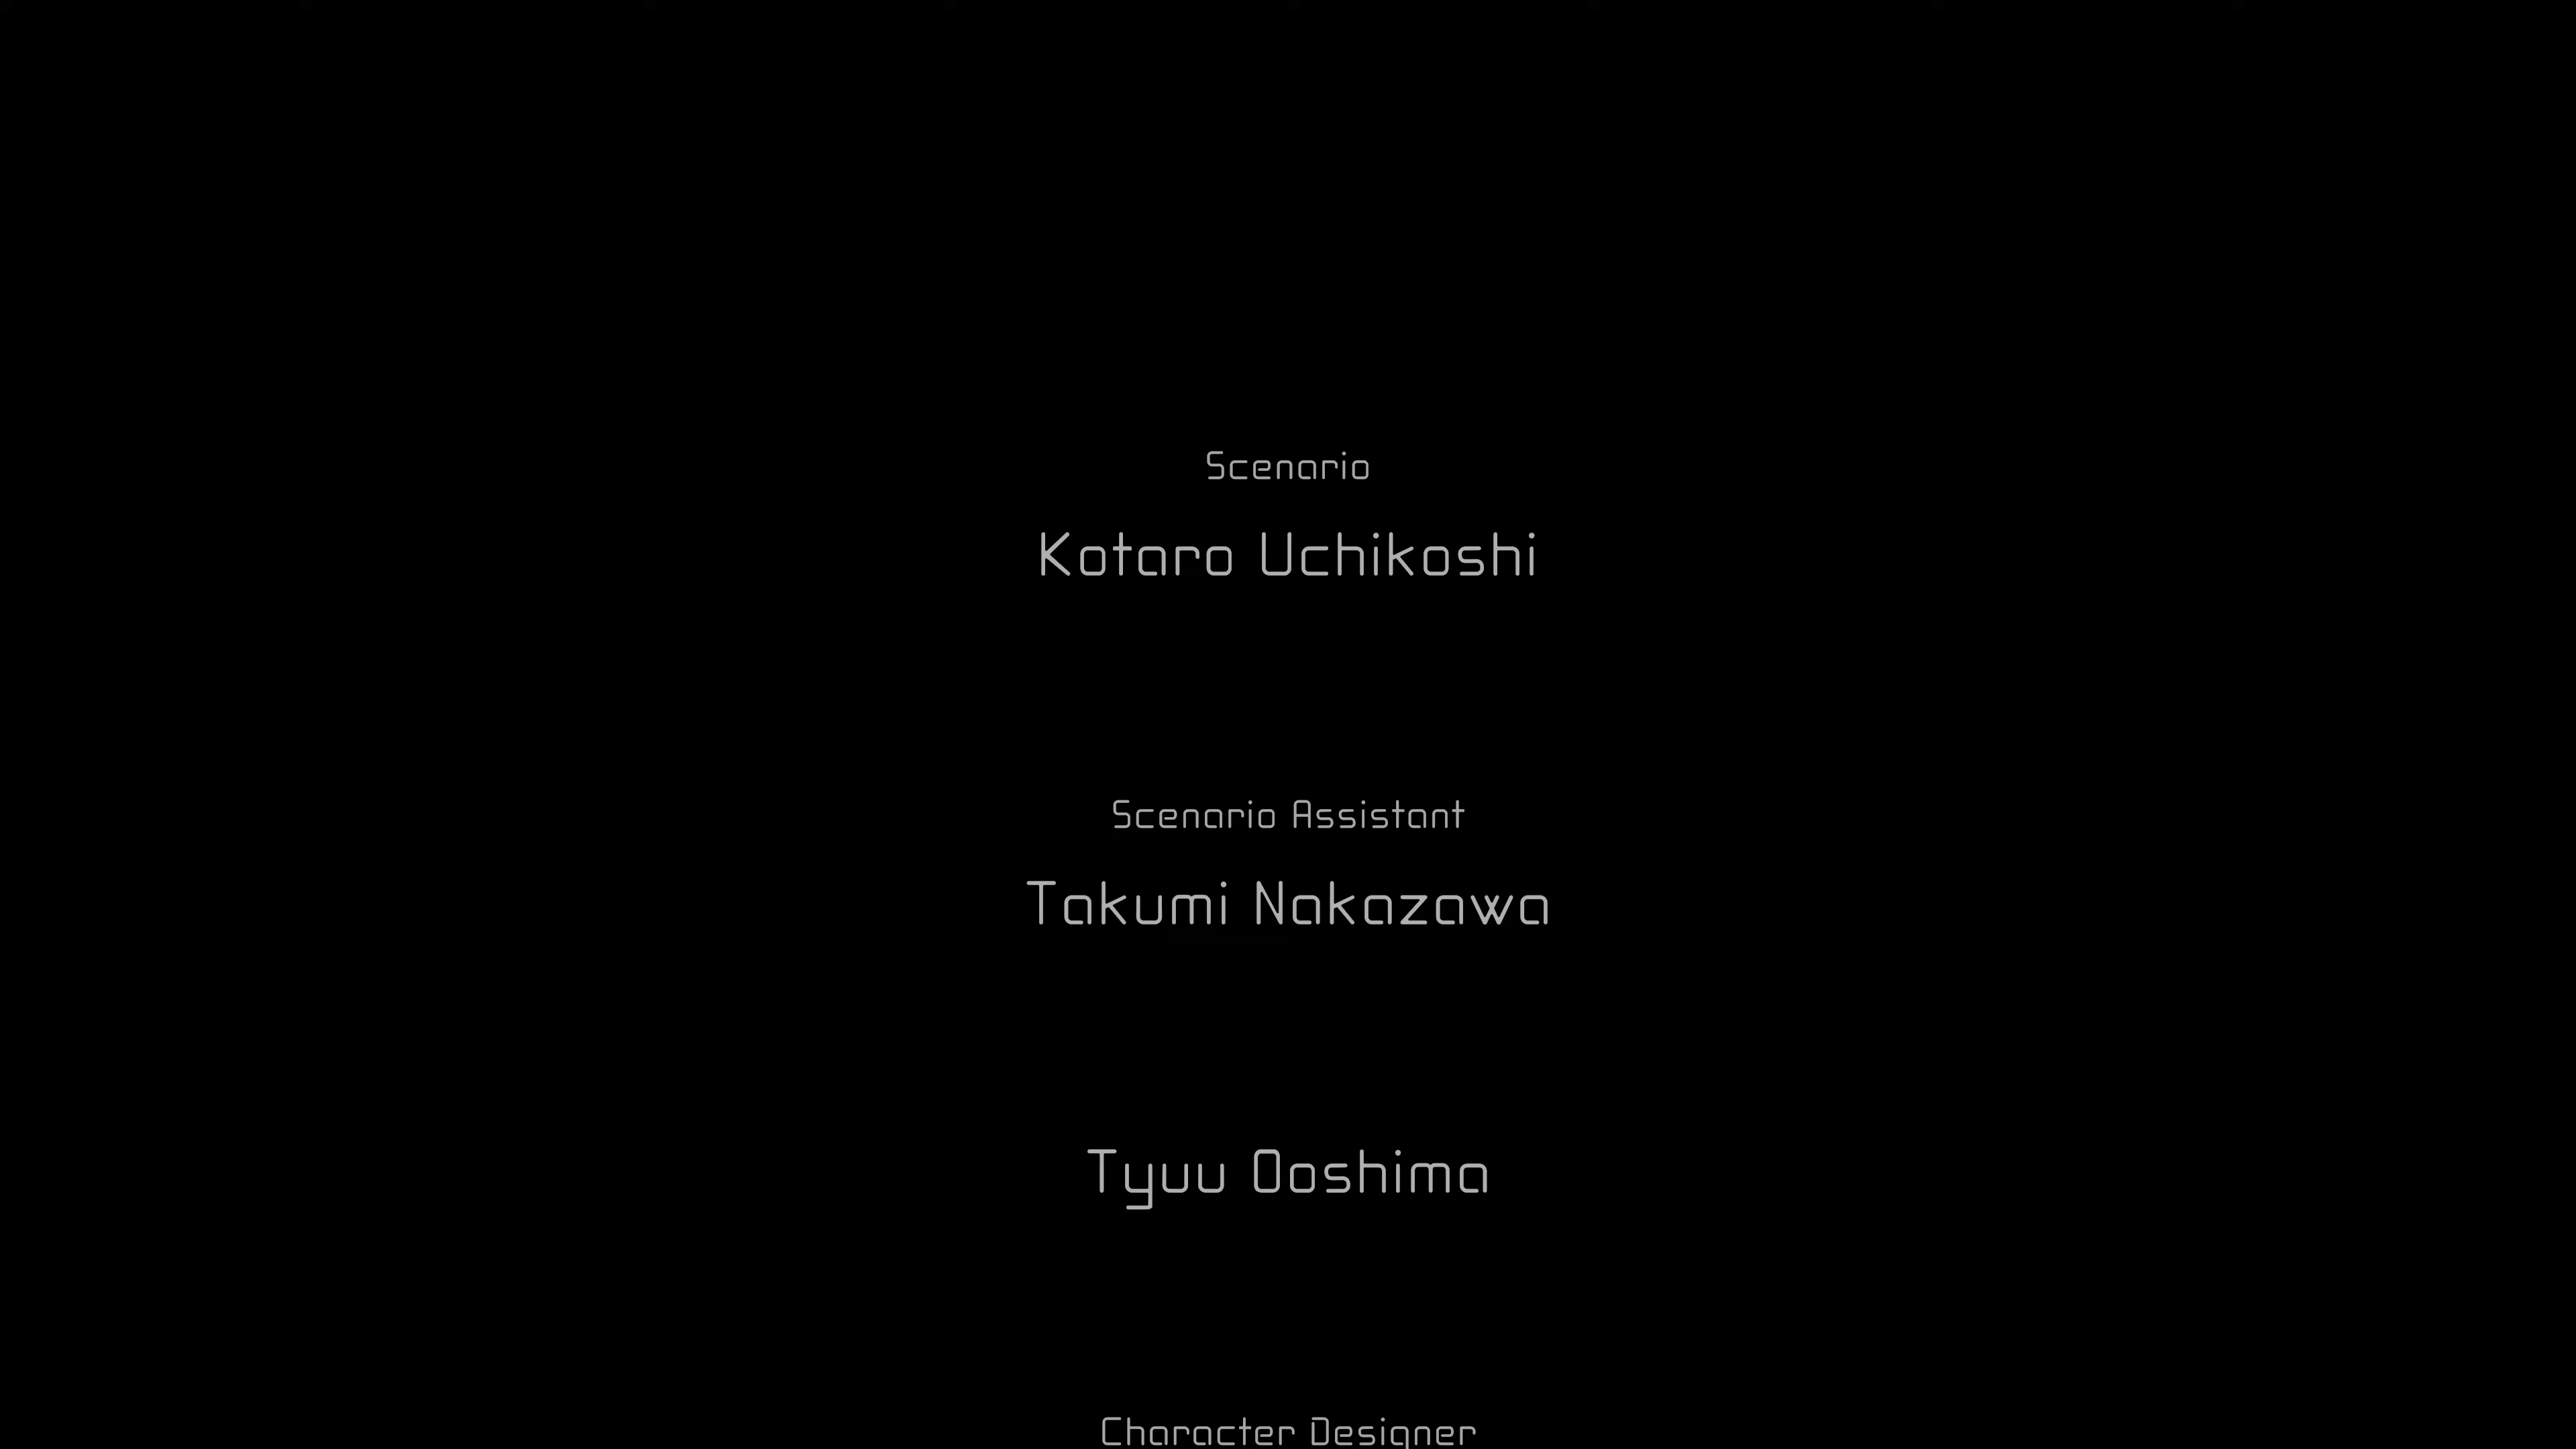 Scenario
Kotaro Uchikoshi
Scenario Assistant
Takumi Nakazawa
Tyuu Ooshima
Character Designer